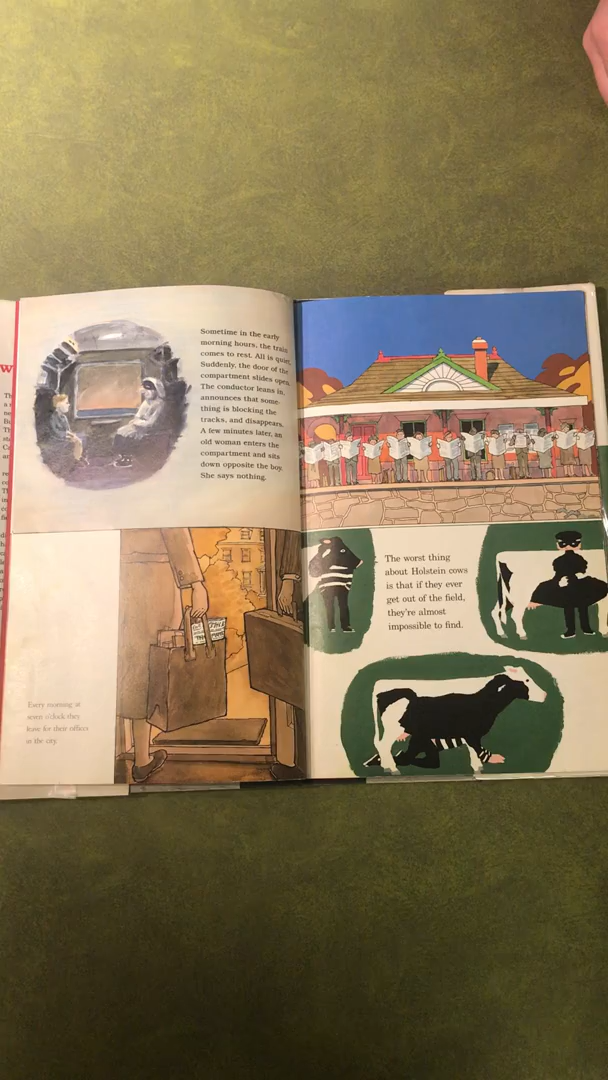 Sometime in the early
morning hours, the train
comes to rest. All is quiet.
Suddenly, the door of the
compartment slides open.
The conductor leans in,
announces that some-
thing is blocking the
tracks, and disappears.
A few minutes later, an
old woman enters the
compartment and sits
down opposite the boy.
She says nothing.
Every morning at
seven o'clock they
leave for their offices
in the city.
The worst thing
about Holstein cows
is that if they ever
get out of the field,
they're almost
impossible to find.
W